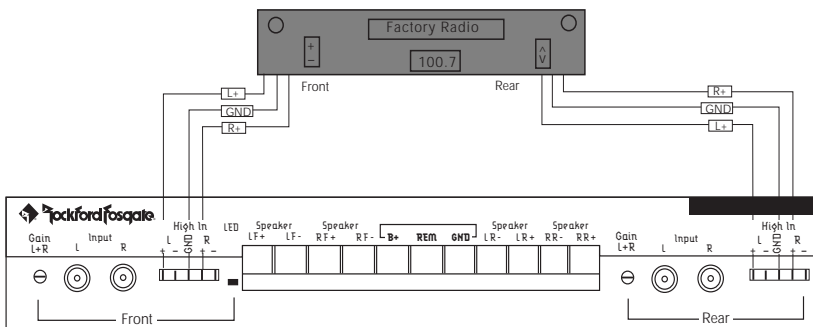 Factory Radio
+
−
100.7
< >
Front
Rear
L+
GND
R+
R+
GND
L+
Rockford Fosgate
High In
L GND R
+ − + −
LED
Gain
L+R
Input
L R
Speaker
LF+ LF-
Speaker
RF+ RF-
B+ REM GND
Speaker
LR- LR+
Speaker
RR- RR+
Gain
L+R
Input
L R
High In
L GND R
+ − + −
Front
Rear